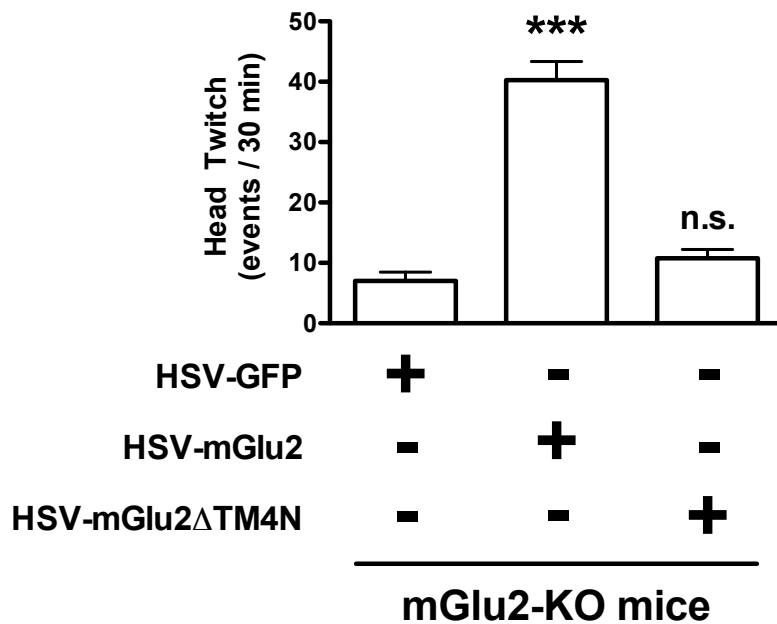 Head Twitch
(events / 30 min)
50
40
30
20
10
0
***
n.s.
HSV-GFP + - -
HSV-mGlu2 - + -
HSV-mGlu2ΔTM4N - - +
mGlu2-KO mice